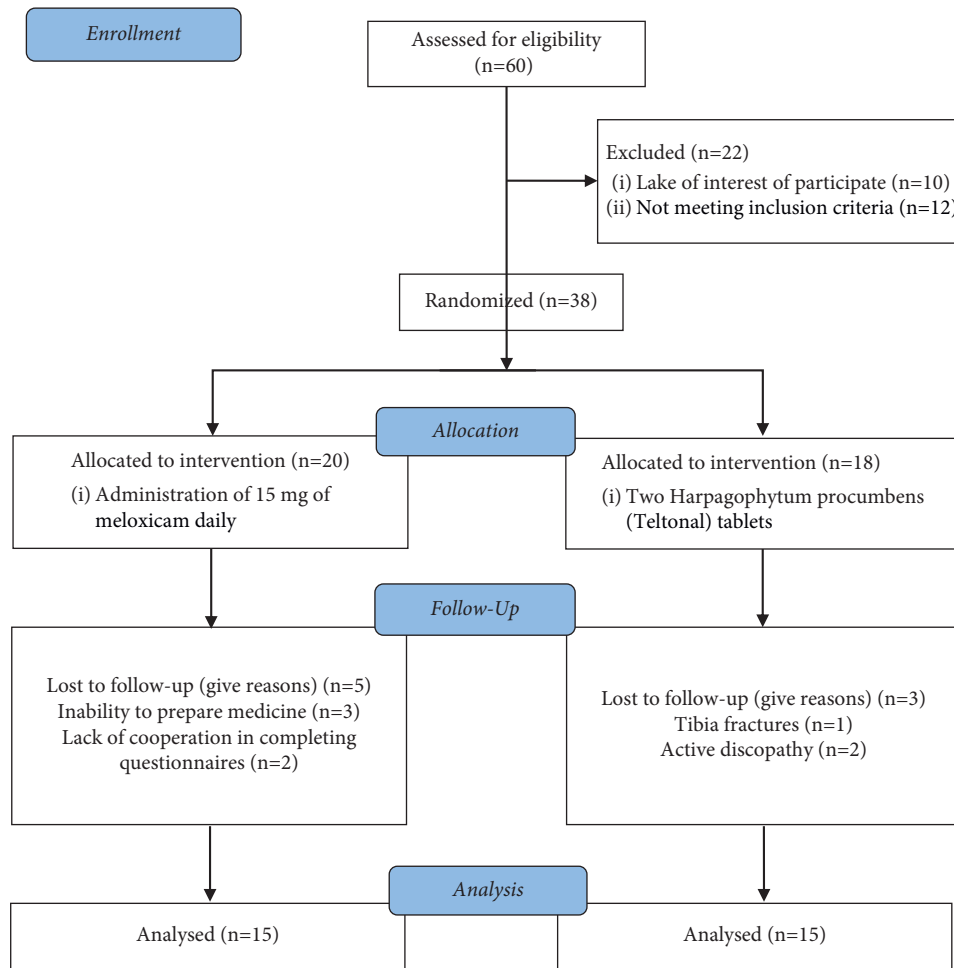 Enrollment
Assessed for eligibility
(n=60)
Excluded (n=22)
(i) Lake of interest of participate (n=10)
(ii) Not meeting inclusion criteria (n=12)
Randomized (n=38)
Allocation
Allocated to intervention (n=20)
(i) Administration of 15 mg of
meloxicam daily
Allocated to intervention (n=18)
(i) Two Harpagophytum procumbens
(Teltonal) tablets
Follow-Up
Lost to follow-up (give reasons) (n=5)
Inability to prepare medicine (n=3)
Lack of cooperation in completing
questionnaires (n=2)
Lost to follow-up (give reasons) (n=3)
Tibia fractures (n=1)
Active discopathy (n=2)
Analysis
Analysed (n=15)
Analysed (n=15)